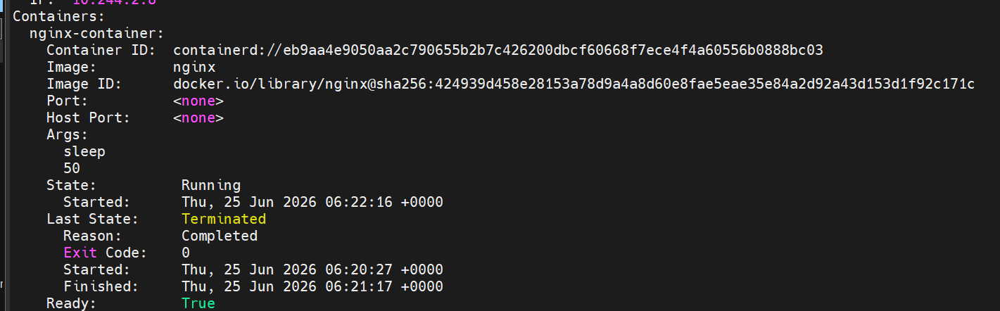 IP: 10.244.2.8
Containers:
nginx-container:
Container ID: containerd://eb9aa4e9050aa2c790655b2b7c426200dbcf60668f7ece4f4a60556b0888bc03
Image: nginx
Image ID: docker.io/library/nginx@sha256:424939d458e28153a78d9a4a8d60e8fae5eae35e84a2d92a43d153d1f92c171c
Port: <none>
Host Port: <none>
Args:
sleep
50
State: Running
Started: Thu, 25 Jun 2026 06:22:16 +0000
Last State: Terminated
Reason: Completed
Exit Code: 0
Started: Thu, 25 Jun 2026 06:20:27 +0000
Finished: Thu, 25 Jun 2026 06:21:17 +0000
Ready: True